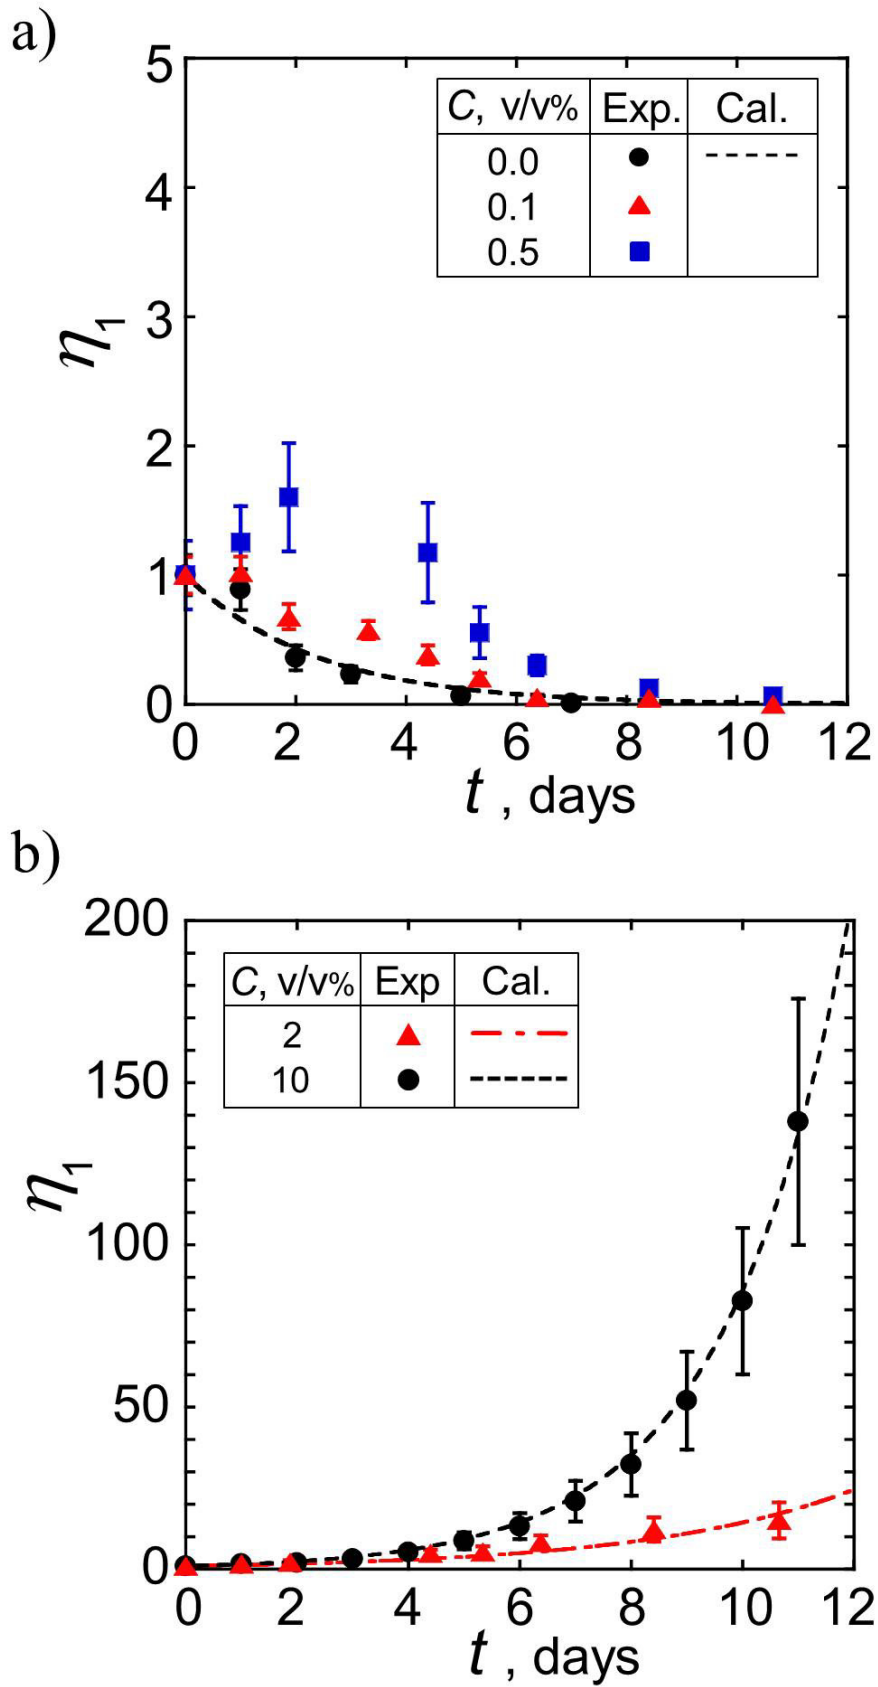 a)
5
4
3
2
1
0
η1
C, v/v% Exp. Cal.
0.0
0.1
0.5
0 2 4 6 8 10 12
t , days
b)
200
150
100
50
0
η1
C, v/v% Exp Cal.
2
10
0 2 4 6 8 10 12
t , days